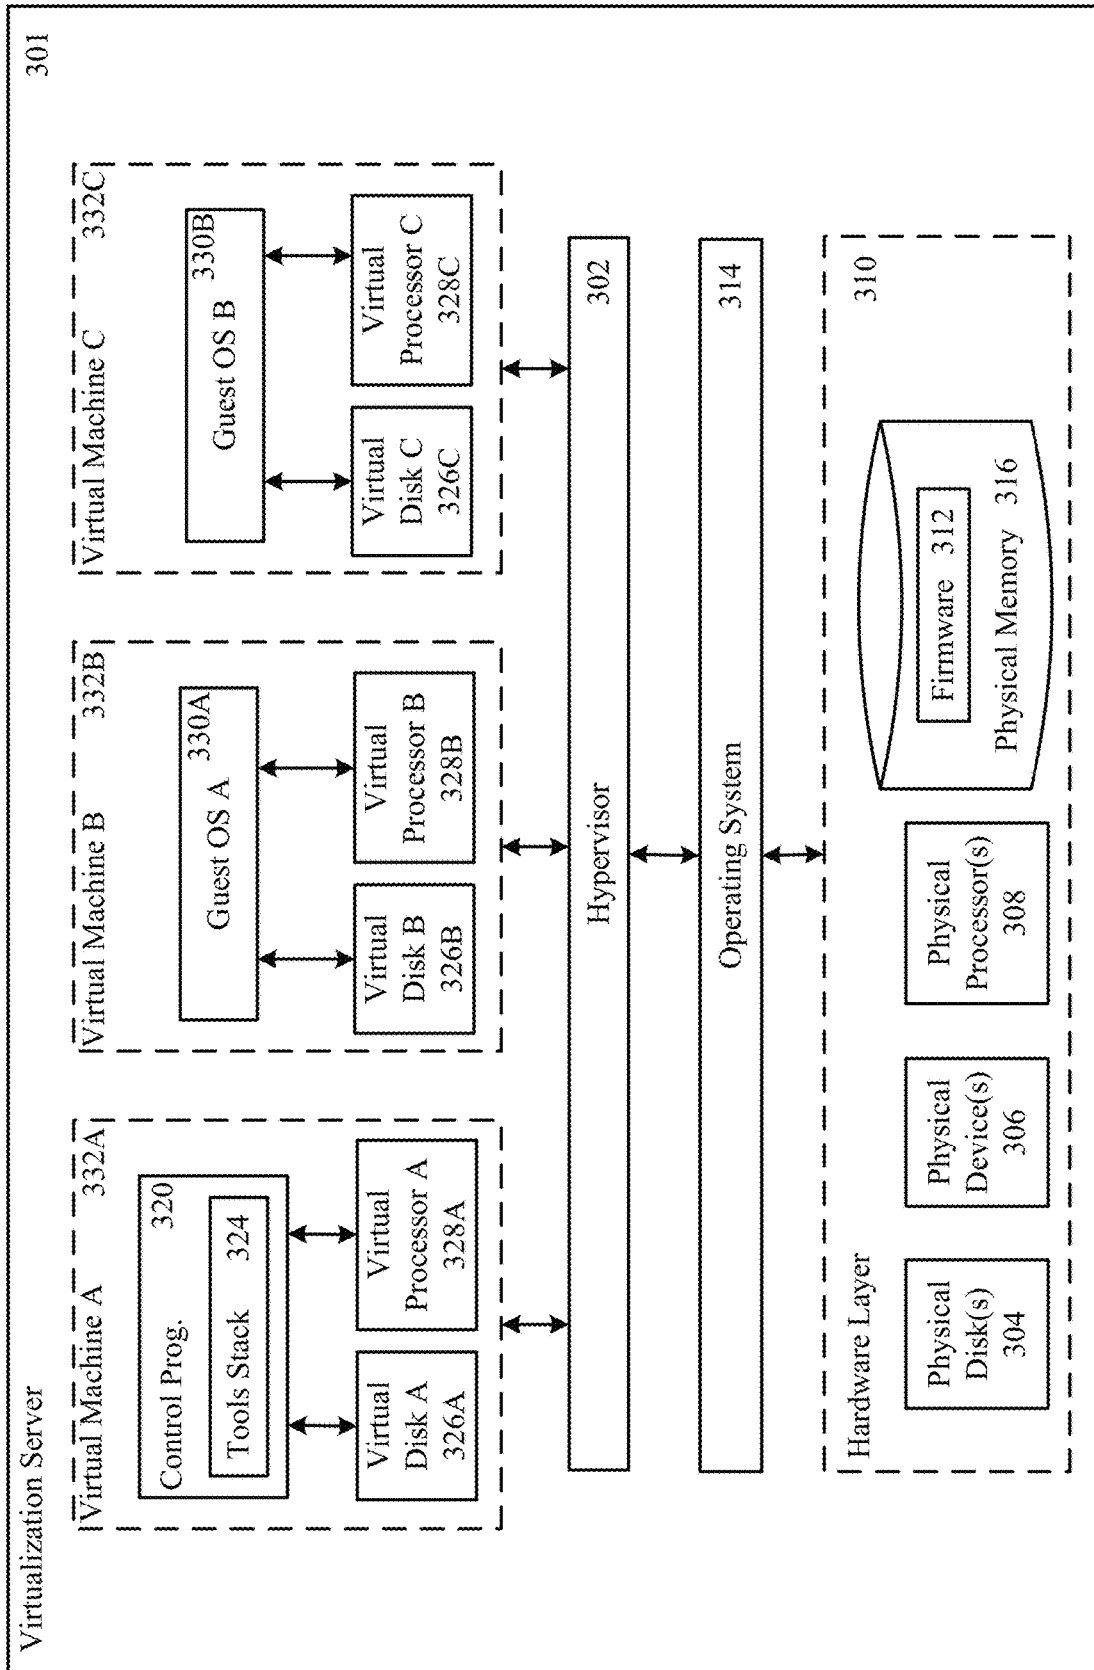 Virtualization Server
301
Virtual Machine A
332A
Control Prog.
320
Tools Stack
324
Virtual
Disk A
326A
Virtual
Processor A
328A
Virtual Machine B
332B
Guest OS A
330A
Virtual
Disk B
326B
Virtual
Processor B
328B
Virtual Machine C
332C
Guest OS B
330B
Virtual
Disk C
326C
Virtual
Processor C
328C
Hypervisor
302
Operating System
314
Hardware Layer
310
Physical
Disk(s)
304
Physical
Device(s)
306
Physical
Processor(s)
308
Firmware 312
Physical Memory 316